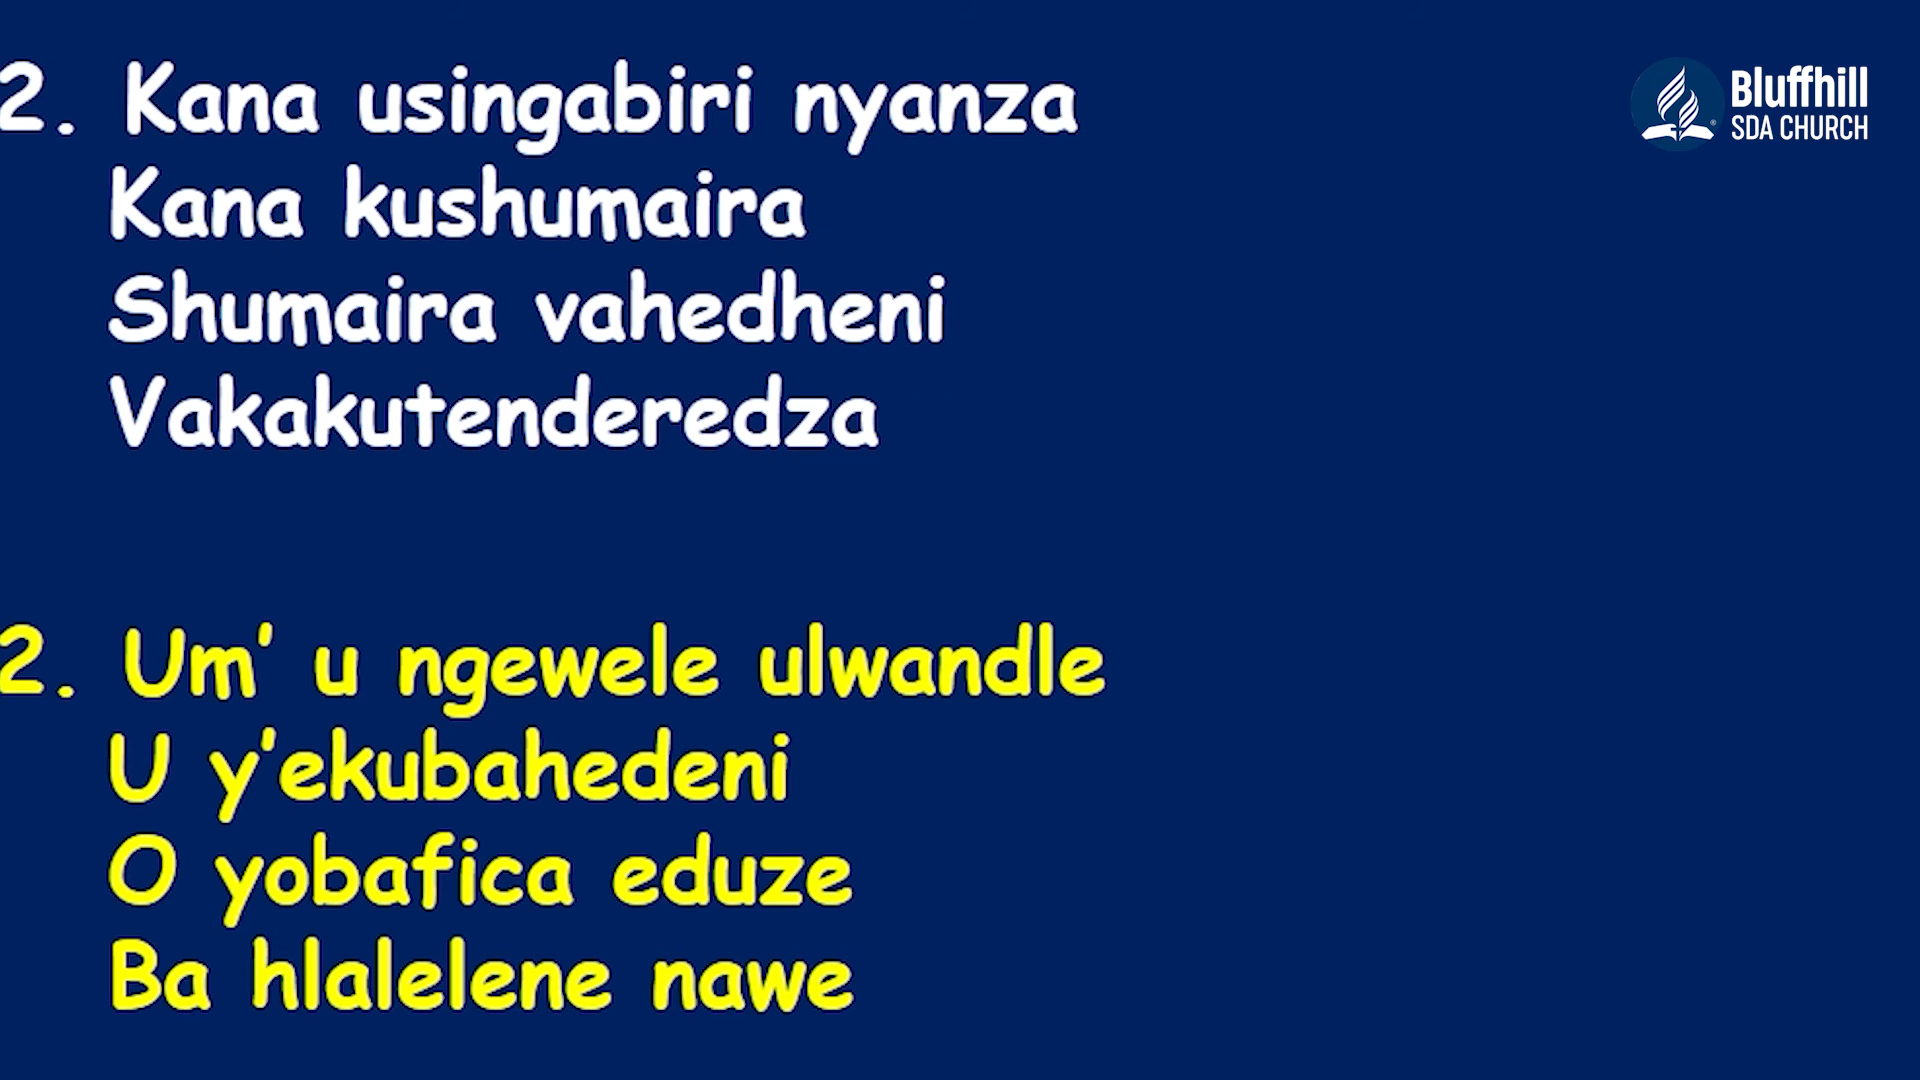 2. Kana usingabiri nyanza
Kana kushumaira
Shumaira vahedheni
Vakakutenderedza
2. Um’ u ngewele ulwandle
U y’ekubahedeni
O yobafica eduze
Ba hlalelene nawe
Bluffhill
SDA CHURCH